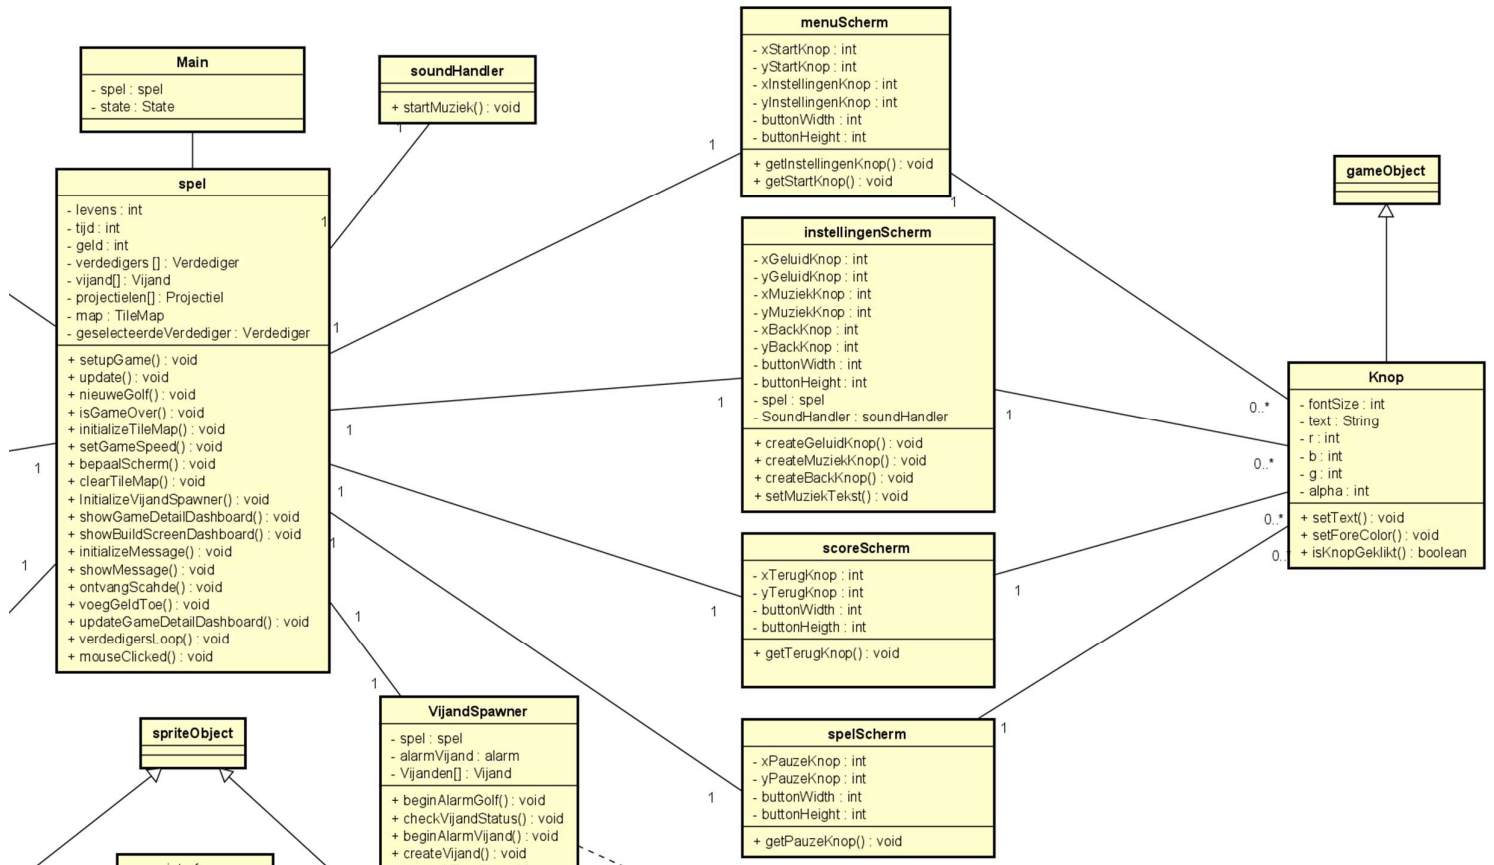 Main
- spel : spel
- state : State
soundHandler
+ startMuziek() : void
1
spel
- levens : int
- tijd : int
- geld : int
- verdedigers [] : Verdediger
- vijand[] : Vijand
- projectielen[] : Projectiel
- map : TileMap
- geselecteerdeVerdediger : Verdediger
+ setupGame() : void
+ update() : void
+ nieuweGolf() : void
+ isGameOver() : void
+ initializeTileMap() : void
+ setGameSpeed() : void
+ bepaalScherm() : void
+ clearTileMap() : void
+ InitializeVijandSpawner() : void
+ showGameDetailDashboard() : void
+ showBuildScreenDashboard() : void
+ initializeMessage() : void
+ showMessage() : void
+ ontvangScahde() : void
+ voegGeldToe() : void
+ updateGameDetailDashboard() : void
+ verdedigersLoop() : void
+ mouseClicked() : void
1
1
1
1
1
1
1
1
1
spriteObject
VijandSpawner
- spel : spel
- alarmVijand : alarm
- Vijanden[] : Vijand
+ beginAlarmGolf() : void
+ checkVijandStatus() : void
+ beginAlarmVijand() : void
+ createVijand() : void
menuScherm
- xStartKnop : int
- yStartKnop : int
- xInstellingenKnop : int
- yInstellingenKnop : int
- buttonWidth : int
- buttonHeight : int
+ getInstellingenKnop() : void
+ getStartKnop() : void
1
1
instellingenScherm
- xGeluidKnop : int
- yGeluidKnop : int
- xMuziekKnop : int
- yMuziekKnop : int
- xBackKnop : int
- yBackKnop : int
- buttonWidth : int
- buttonHeight : int
- spel : spel
- SoundHandler : soundHandler
+ createGeluidKnop() : void
+ createMuziekKnop() : void
+ createBackKnop() : void
+ setMuziekTekst() : void
1
1
scoreScherm
- xTerugKnop : int
- yTerugKnop : int
- buttonWidth : int
- buttonHeigth : int
+ getTerugKnop() : void
1
1
spelScherm
- xPauzeKnop : int
- yPauzeKnop : int
- buttonWidth : int
- buttonHeight : int
+ getPauzeKnop() : void
1
1
gameObject
Knop
- fontSize : int
- text : String
- r : int
- b : int
- g : int
- alpha : int
+ setText() : void
+ setForeColor() : void
+ isKnopGeklikt() : boolean
0..*
0..*
0..*
0..